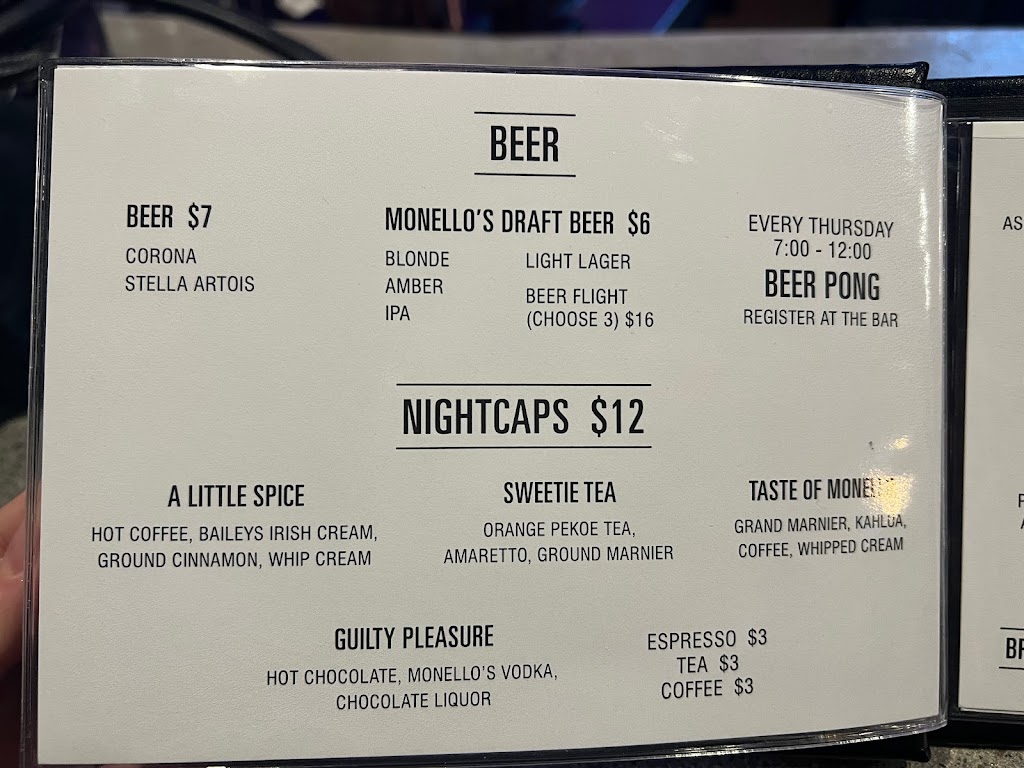 BEER
BEER $7
CORONA
STELLA ARTOIS
MONELLO'S DRAFT BEER $6
BLONDE
AMBER
IPA
LIGHT LAGER
BEER FLIGHT
(CHOOSE 3) $16
EVERY THURSDAY
7:00 - 12:00
BEER PONG
REGISTER AT THE BAR
NIGHTCAPS $12
A LITTLE SPICE
HOT COFFEE, BAILEYS IRISH CREAM,
GROUND CINNAMON, WHIP CREAM
SWEETIE TEA
ORANGE PEKOE TEA,
AMARETTO, GROUND MARNIER
TASTE OF
GRAND MARNIER, KAHLUA,
COFFEE, WHIPPED CREAM
GUILTY PLEASURE
HOT CHOCOLATE, MONELLO'S VODKA,
CHOCOLATE LIQUOR
ESPRESSO $3
TEA $3
COFFEE $3